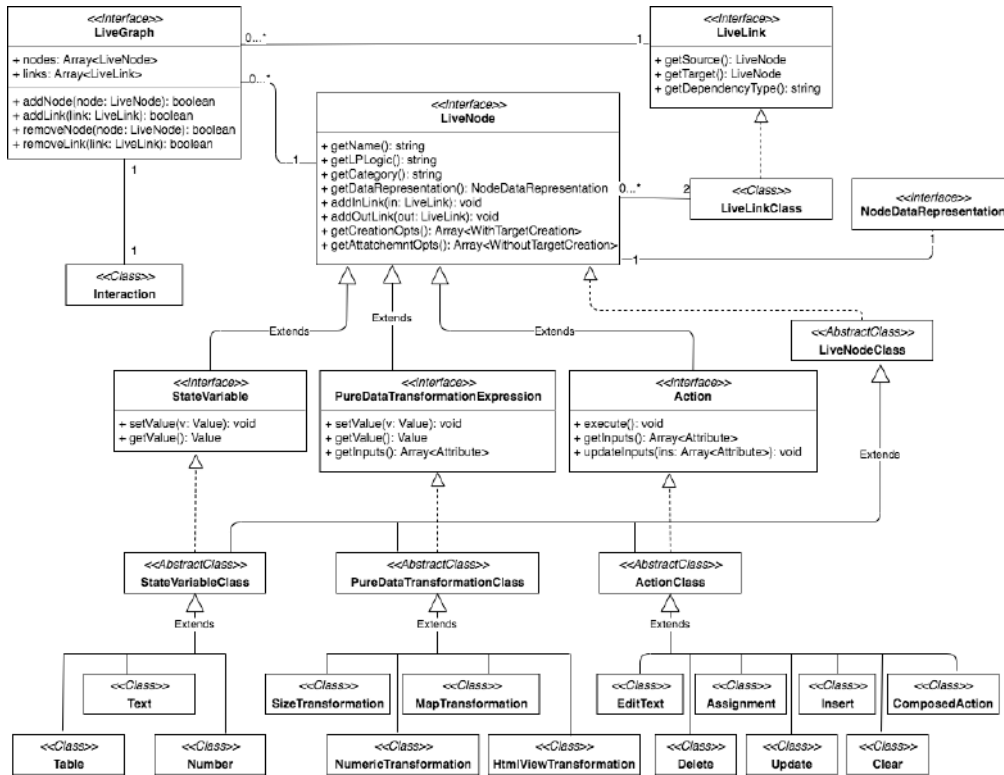 <<Interface>>
LiveGraph
+ nodes: Array<LiveNode>
+ links: Array<LiveLink>
+ addNode(node: LiveNode): boolean
+ addLink(link: LiveLink): boolean
+ removeNode(node: LiveNode): boolean
+ removeLink(link: LiveLink): boolean
0...*
1
0...*
1
<<Interface>>
LiveLink
+ getSource(): LiveNode
+ getTarget(): LiveNode
+ getDependencyType(): string
<<Interface>>
LiveNode
+ getName(): string
+ getLPLogic(): string
+ getCategory(): string
+ getDataRepresentation(): NodeDataRepresentation
+ addInLink(in: LiveLink): void
+ addOutLink(out: LiveLink): void
+ getCreationOpts(): Array<WithTargetCreation>
+ getAttatchemntOpts(): Array<WithoutTargetCreation>
0...*
2
<<Class>>
LiveLinkClass
<<Interface>>
NodeDataRepresentation
1
1
1
1
<<Class>>
Interaction
Extends
Extends
Extends
<<AbstractClass>>
LiveNodeClass
<<Interface>>
StateVariable
+ setValue(v: Value): void
+ getValue(): Value
<<Interface>>
PureDataTransformationExpression
+ setValue(v: Value): void
+ getValue(): Value
+ getInputs(): Array<Attribute>
<<Interface>>
Action
+ execute(): void
+ getInputs(): Array<Attribute>
+ updateInputs(ins: Array<Attribute>): void
Extends
<<AbstractClass>>
StateVariableClass
<<AbstractClass>>
PureDataTransformationClass
<<AbstractClass>>
ActionClass
Extends
Extends
Extends
<<Class>>
Text
<<Class>>
SizeTransformation
<<Class>>
MapTransformation
<<Class>>
EditText
<<Class>>
Assignment
<<Class>>
Insert
<<Class>>
ComposedAction
<<Class>>
Table
<<Class>>
Number
<<Class>>
NumericTransformation
<<Class>>
HtmlViewTransformation
<<Class>>
Delete
<<Class>>
Update
<<Class>>
Clear